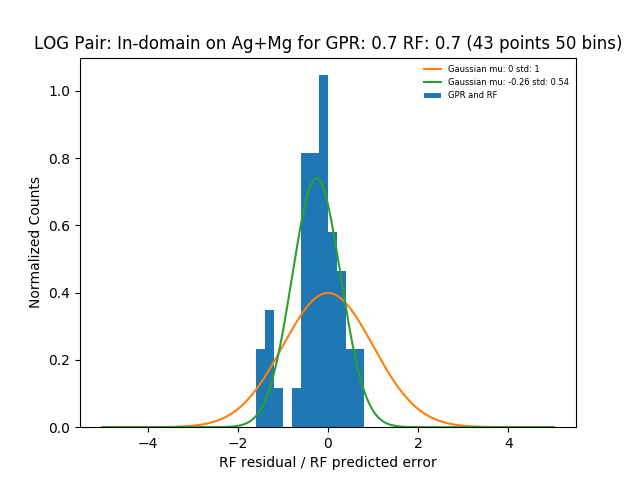 LOG Pair: In-domain on Ag+Mg for GPR: 0.7 RF: 0.7 (43 points 50 bins)
Gaussian mu: 0 std: 1
Gaussian mu: -0.26 std: 0.54
GPR and RF
Normalized Counts
1.0
0.8
0.6
0.4
0.2
0.0
−4 −2 0 2 4
RF residual / RF predicted error